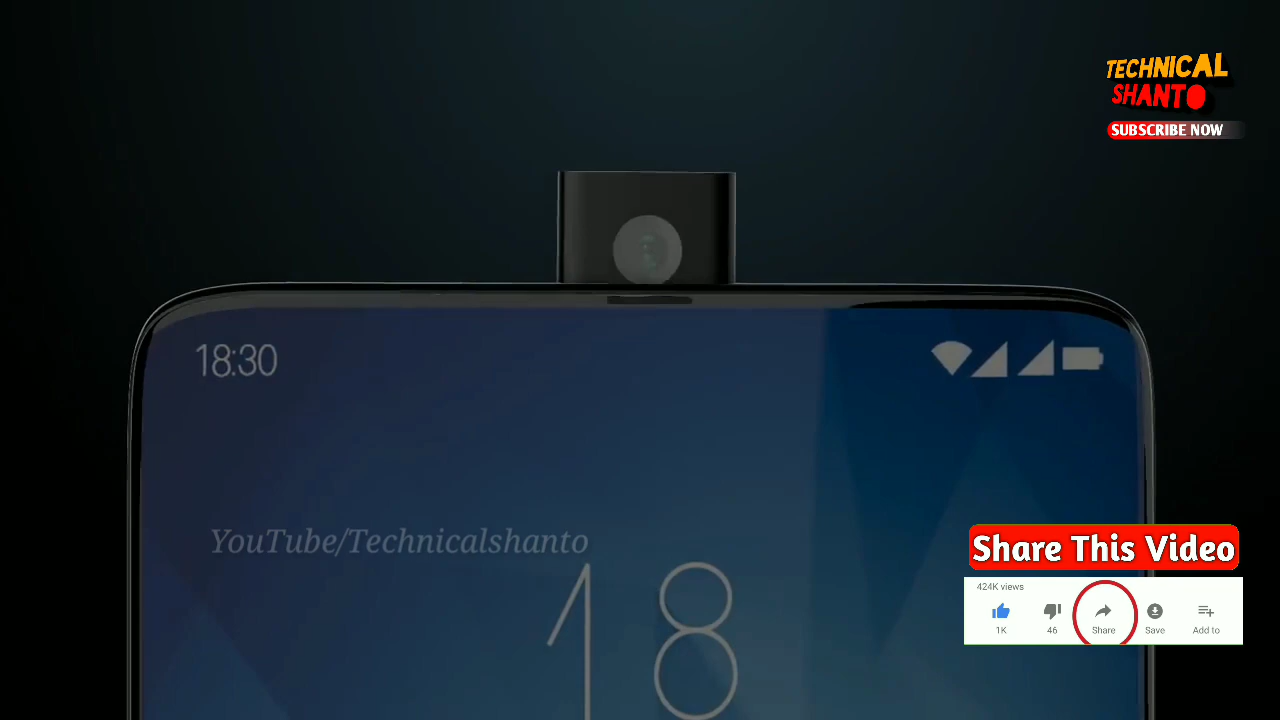 TECHNICAL
SHANTO
SUBSCRIBE NOW
18:30
YouTube/Technicalshanto
18
Share This Video
424K views
1K
46
Share
Save
Add to